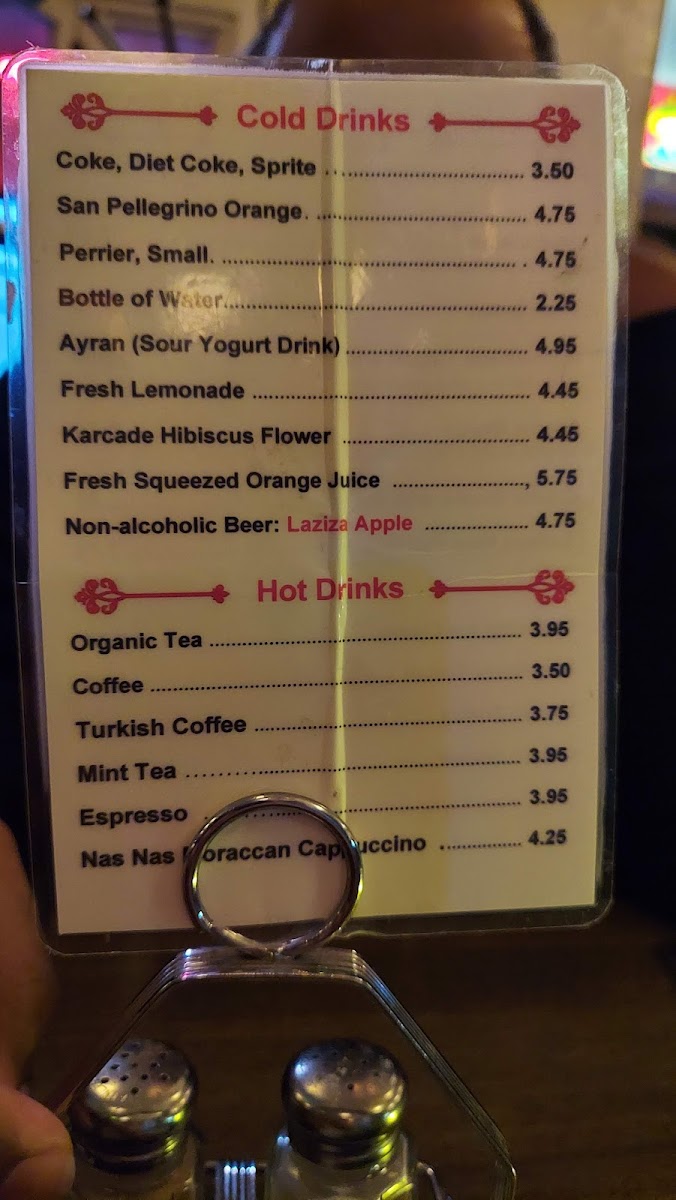 Cold Drinks
Coke, Diet Coke, Sprite ........................................ 3.50
San Pellegrino Orange. ........................................ 4.75
Perrier, Small. ........................................ 4.75
Bottle of Water........................................ 2.25
Ayran (Sour Yogurt Drink) ................................ 4.95
Fresh Lemonade ........................................ 4.45
Karcade Hibiscus Flower ................................ 4.45
Fresh Squeezed Orange Juice ........................, 5.75
Non-alcoholic Beer: Laziza Apple .................. 4.75
Hot Drinks
Organic Tea ........................................ 3.95
Coffee ........................................ 3.50
Turkish Coffee ........................................ 3.75
Mint Tea ........................................ 3.95
Espresso ........................................ 3.95
Nas Nas Moraccan Cappuccino ............... 4.25